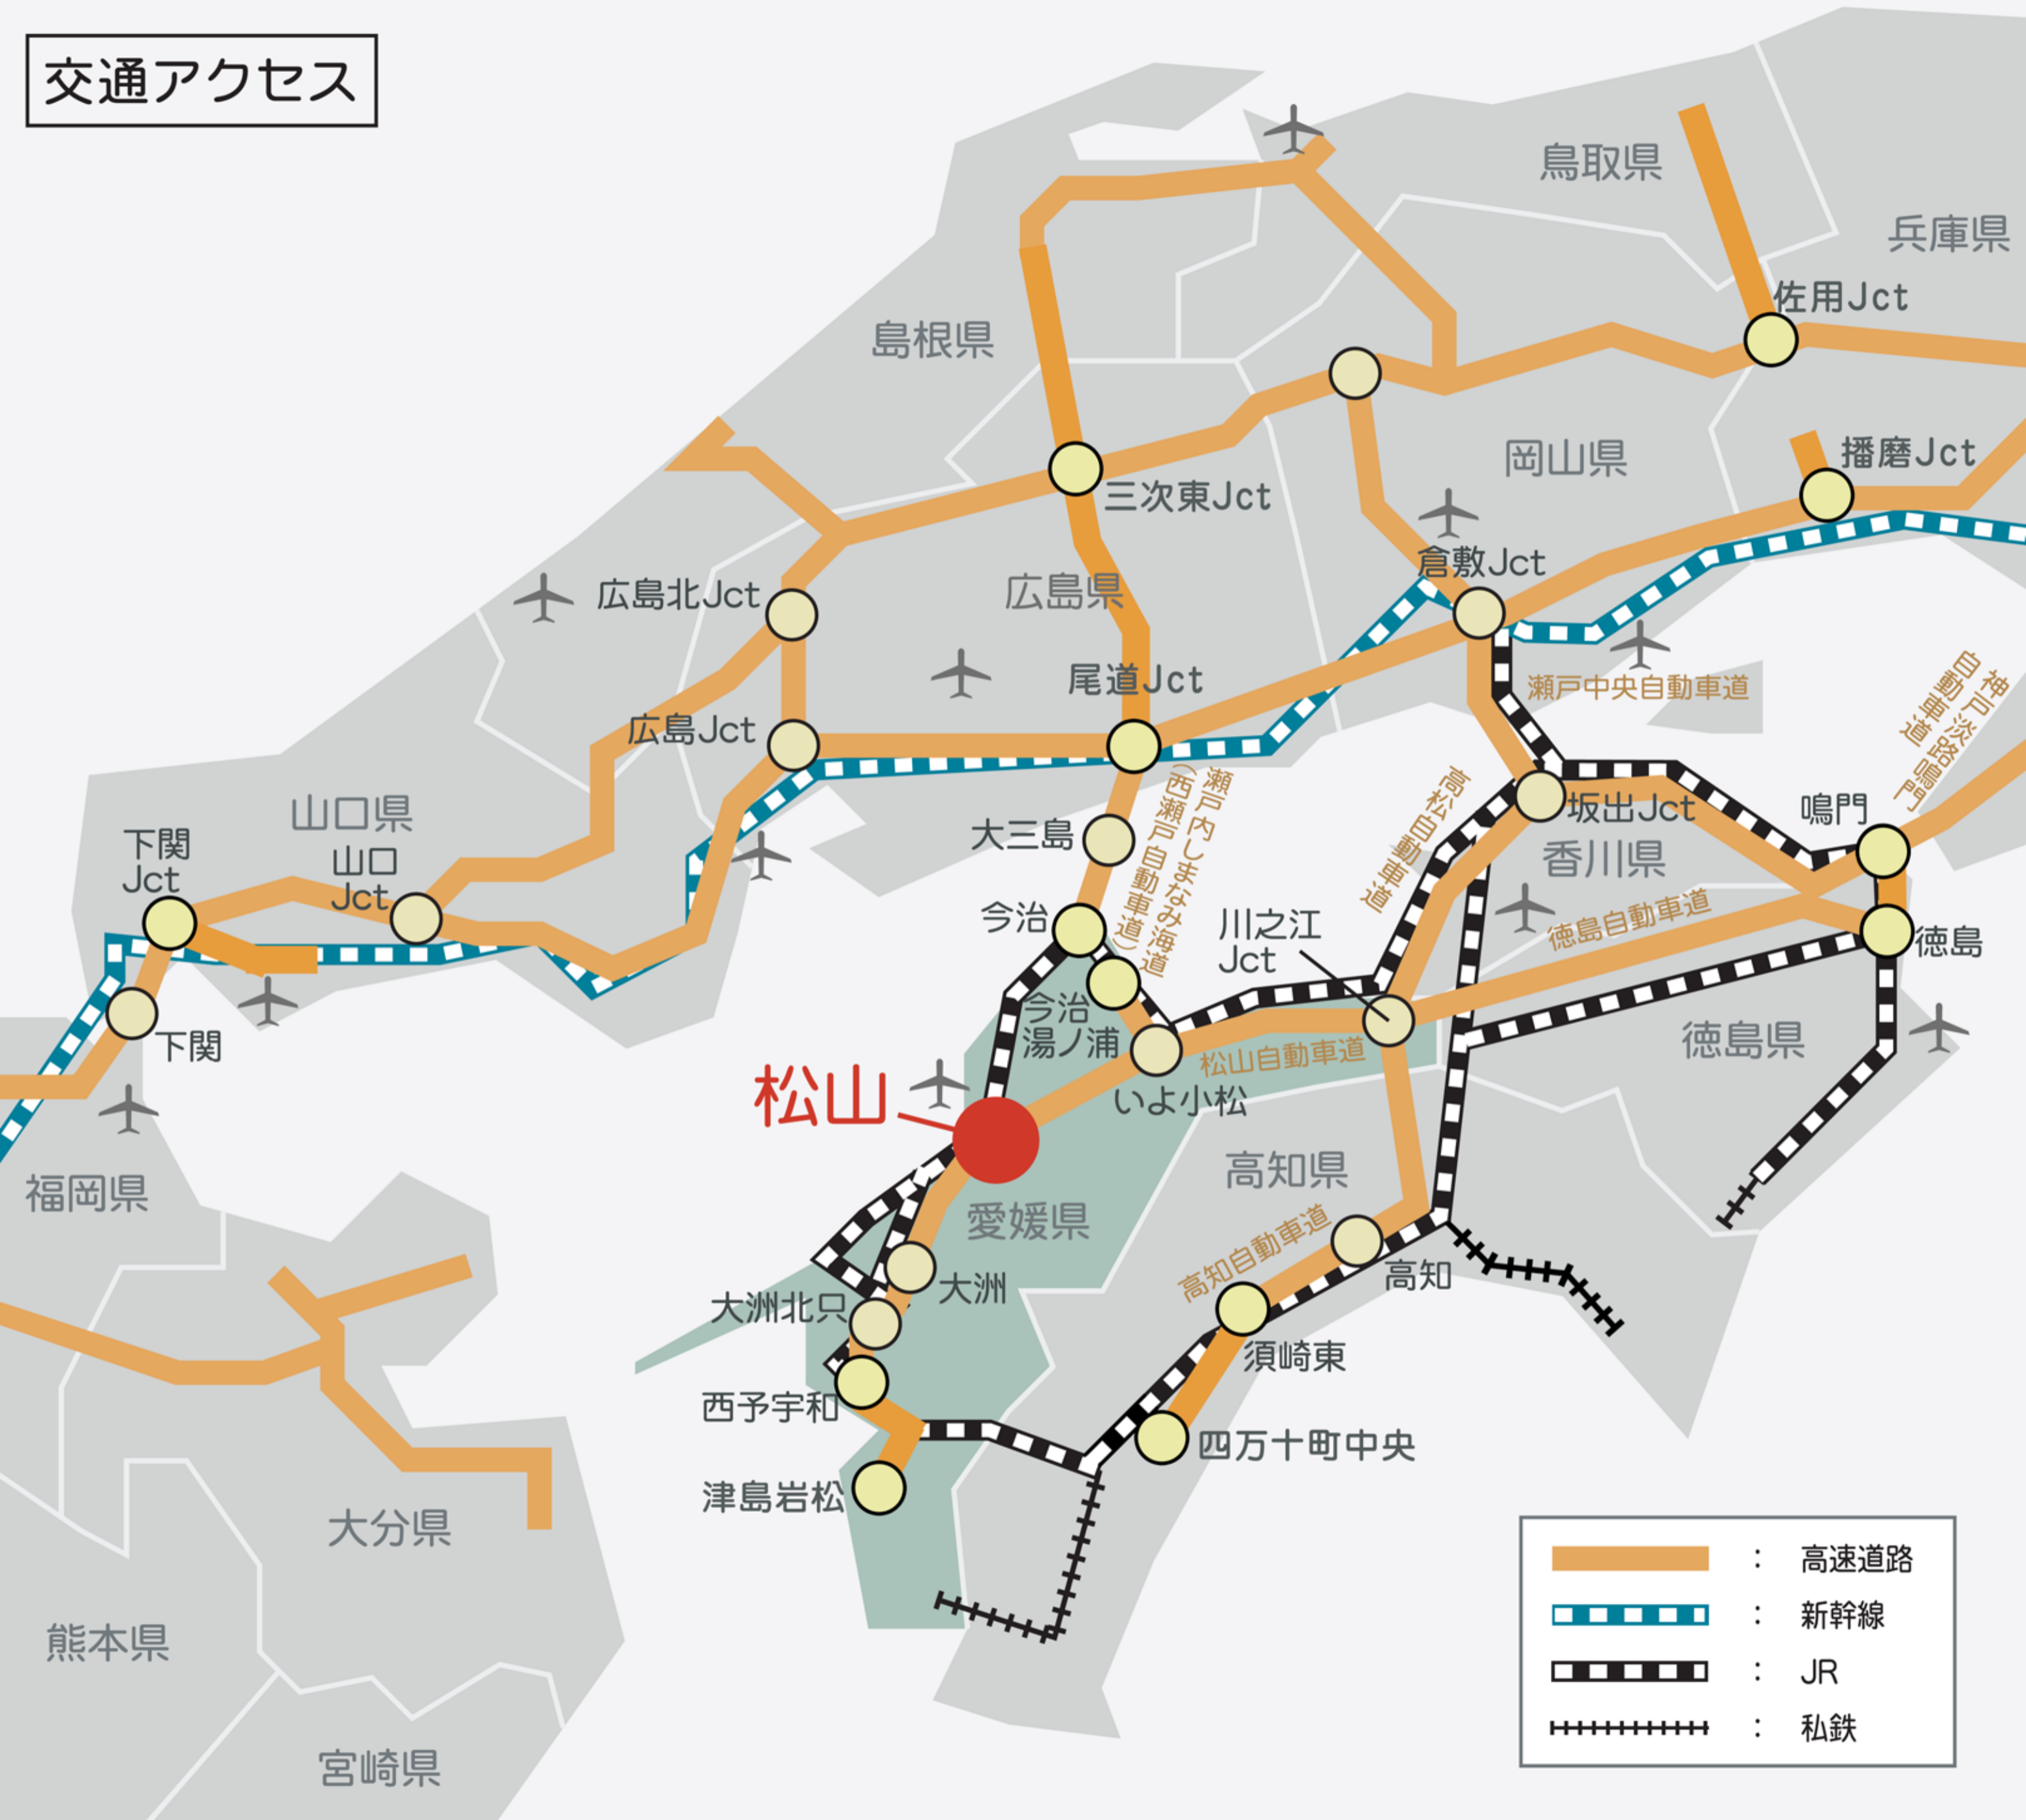 交通アクセス
鳥取県
兵庫県
佐用Jct
島根県
岡山県
播磨Jct
三次東Jct
倉敷Jct
広島北Jct
広島県
尾道Jct
瀬戸中央自動車道
神戸淡路鳴門
自動車道
広島Jct
山口県
瀬戸内しまなみ海道
（西瀬戸自動車道）
高松自動車道
坂出Jct
鳴門
下関
Jct
山口
Jct
大三島
香川県
今治
川之江
Jct
徳島自動車道
徳島
今治
湯ノ浦
下関
松山自動車道
徳島県
松山
いよ小松
福岡県
高知県
愛媛県
高知自動車道
高知
大洲
大洲北只
須崎東
西予宇和
四万十町中央
津島岩松
大分県
熊本県
宮崎県
： 高速道路
： 新幹線
： JR
： 私鉄